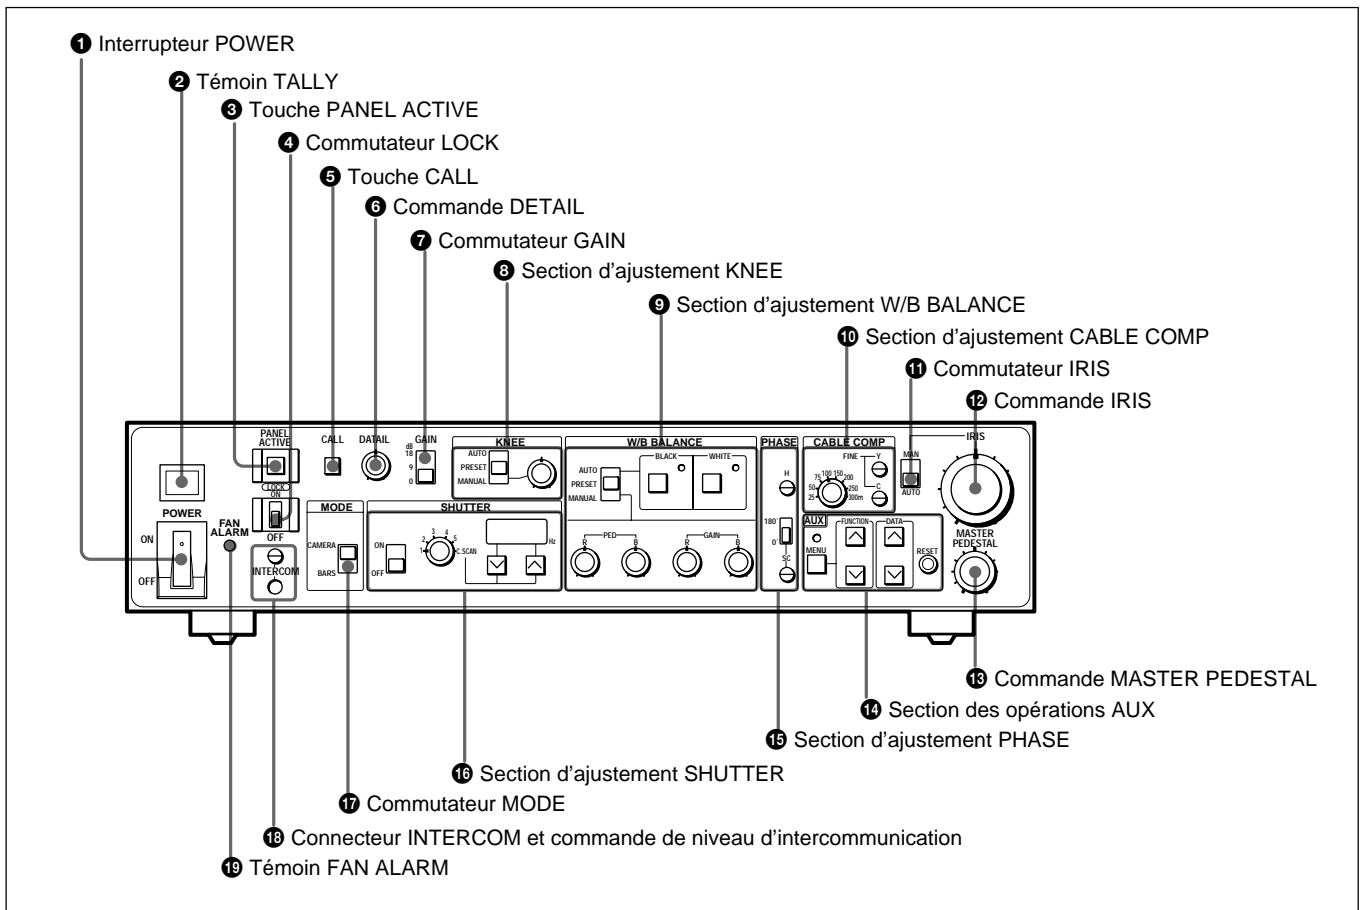 ❶ Interrupteur POWER
❷ Témoin TALLY
❸ Touche PANEL ACTIVE
❹ Commutateur LOCK
❺ Touche CALL
❻ Commande DETAIL
❼ Commutateur GAIN
❽ Section d'ajustement KNEE
❾ Section d'ajustement W/B BALANCE
❿ Section d'ajustement CABLE COMP
⓫ Commutateur IRIS
⓬ Commande IRIS
PANEL ACTIVE
CALL
DATAIL
GAIN
dB
18
9
0
KNEE
AUTO
PRESET
MANUAL
W/B BALANCE
AUTO
PRESET
MANUAL
BLACK
WHITE
PED
R
B
GAIN
R
B
PHASE
H
180˚
0˚
SC
CABLE COMP
25
50
75
100
150
200
250
300m
FINE
Y
C
IRIS
MAN
AUTO
LOCK
ON
OFF
POWER
ON
OFF
FAN ALARM
INTERCOM
MODE
CAMERA
BARS
SHUTTER
ON
OFF
1
2
3
4
5
C.SCAN
Hz
AUX
MENU
FUNCTION
DATA
RESET
MASTER PEDESTAL
⓭ Commande MASTER PEDESTAL
⓮ Section des opérations AUX
⓯ Section d'ajustement PHASE
⓰ Section d'ajustement SHUTTER
⓱ Commutateur MODE
⓲ Connecteur INTERCOM et commande de niveau d'intercommunication
⓳ Témoin FAN ALARM